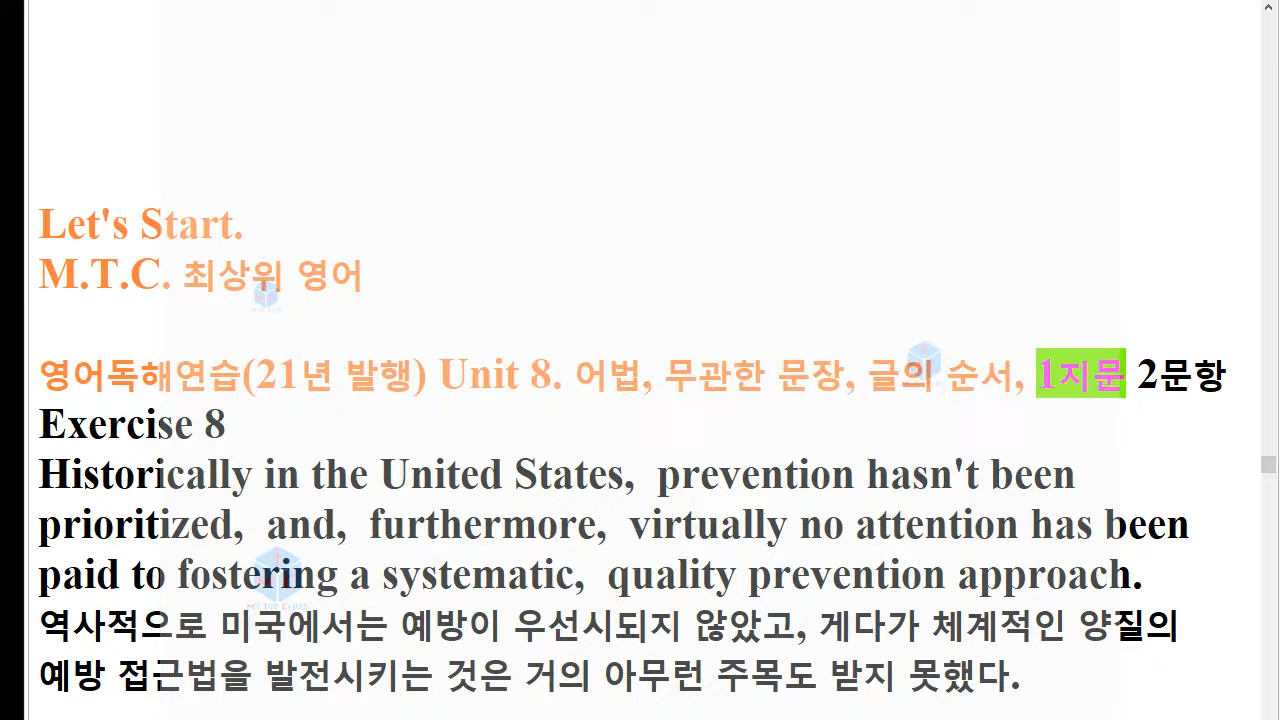 Let's Start.
M.T.C. 최상위 영어
영어독해연습(21년 발행) Unit 8. 어법, 무관한 문장, 글의 순서, 1지문 2문항
Exercise 8
Historically in the United States, prevention hasn't been
prioritized, and, furthermore, virtually no attention has been
paid to fostering a systematic, quality prevention approach.
역사적으로 미국에서는 예방이 우선시되지 않았고, 게다가 체계적인 양질의
예방 접근법을 발전시키는 것은 거의 아무런 주목도 받지 못했다.
MY TOP CLASS